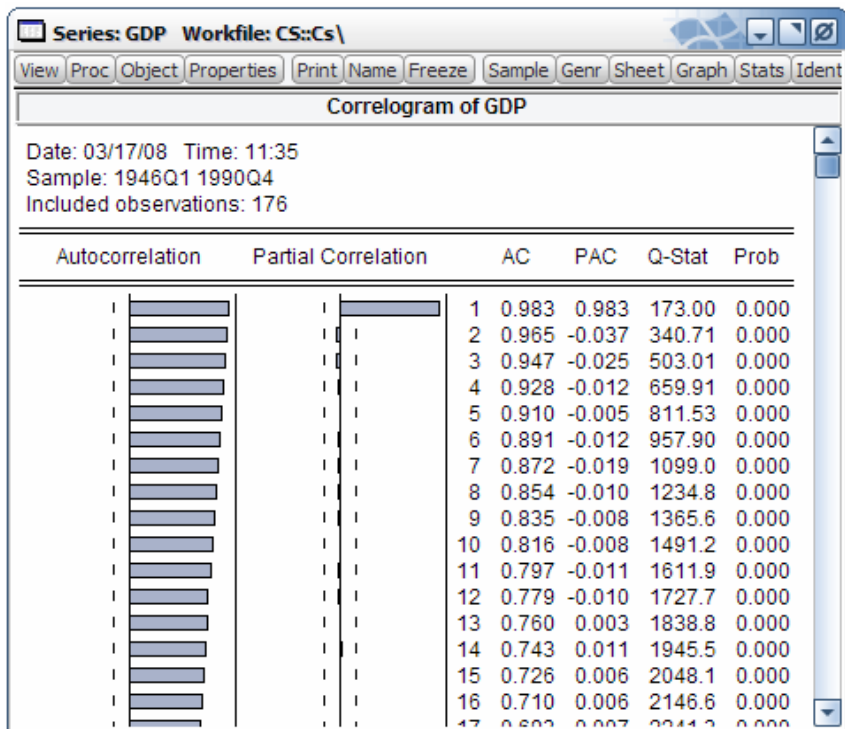 Series: GDP Workfile: CS::Cs\
View Proc Object Properties Print Name Freeze Sample Genr Sheet Graph Stats Ident
Correlogram of GDP
Date: 03/17/08 Time: 11:35
Sample: 1946Q1 1990Q4
Included observations: 176
Autocorrelation Partial Correlation AC PAC Q-Stat Prob
1 0.983 0.983 173.00 0.000
2 0.965 -0.037 340.71 0.000
3 0.947 -0.025 503.01 0.000
4 0.928 -0.012 659.91 0.000
5 0.910 -0.005 811.53 0.000
6 0.891 -0.012 957.90 0.000
7 0.872 -0.019 1099.0 0.000
8 0.854 -0.010 1234.8 0.000
9 0.835 -0.008 1365.6 0.000
10 0.816 -0.008 1491.2 0.000
11 0.797 -0.011 1611.9 0.000
12 0.779 -0.010 1727.7 0.000
13 0.760 0.003 1838.8 0.000
14 0.743 0.011 1945.5 0.000
15 0.726 0.006 2048.1 0.000
16 0.710 0.006 2146.6 0.000